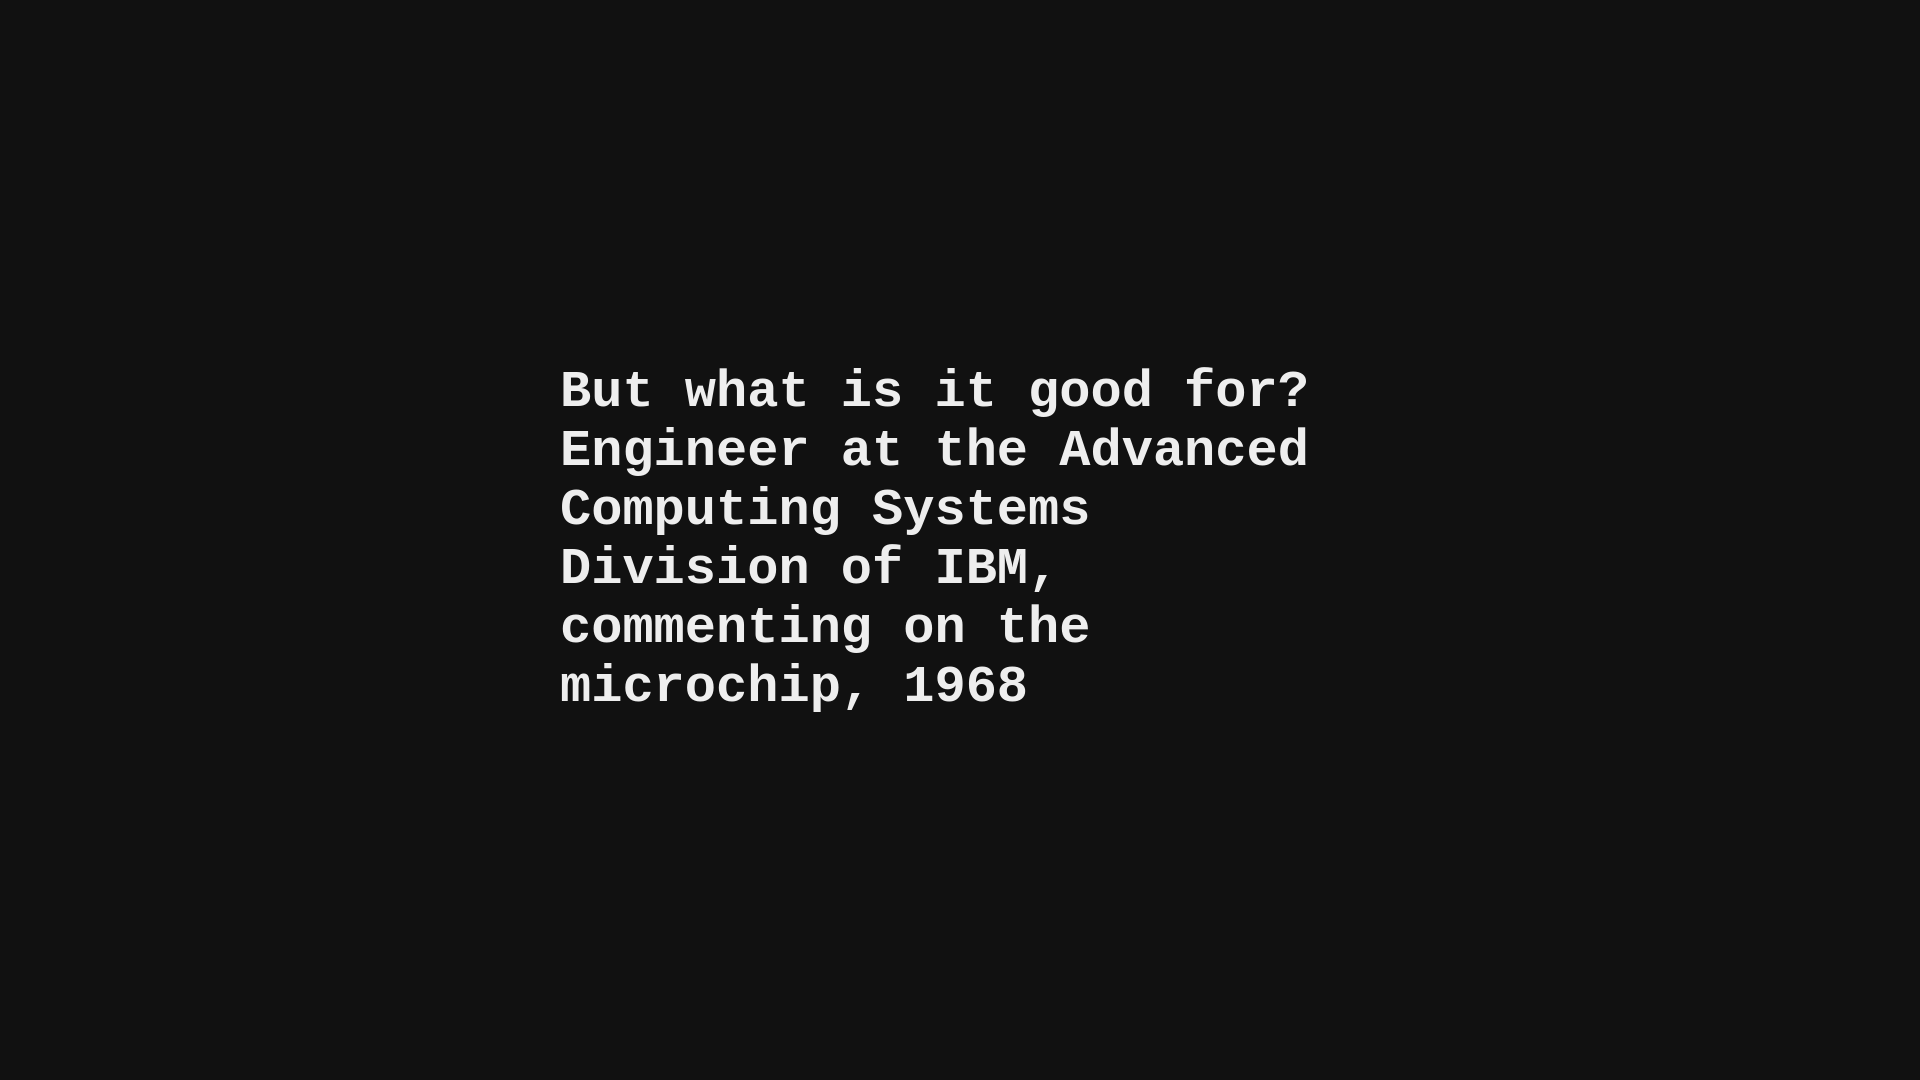 But what is it good for?
Engineer at the Advanced
Computing Systems
Division of IBM,
commenting on the
microchip, 1968